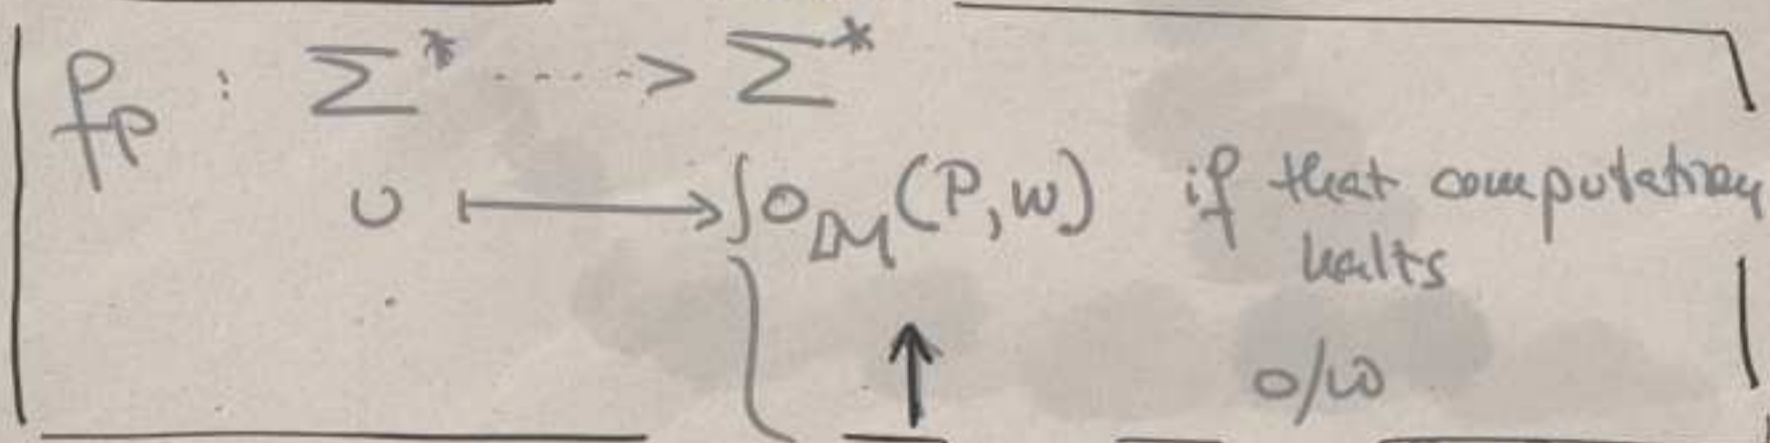 f_P : Σ* ----> Σ*
υ ⟼ { O_M(P,w) if that computation
halts
↑ o/w